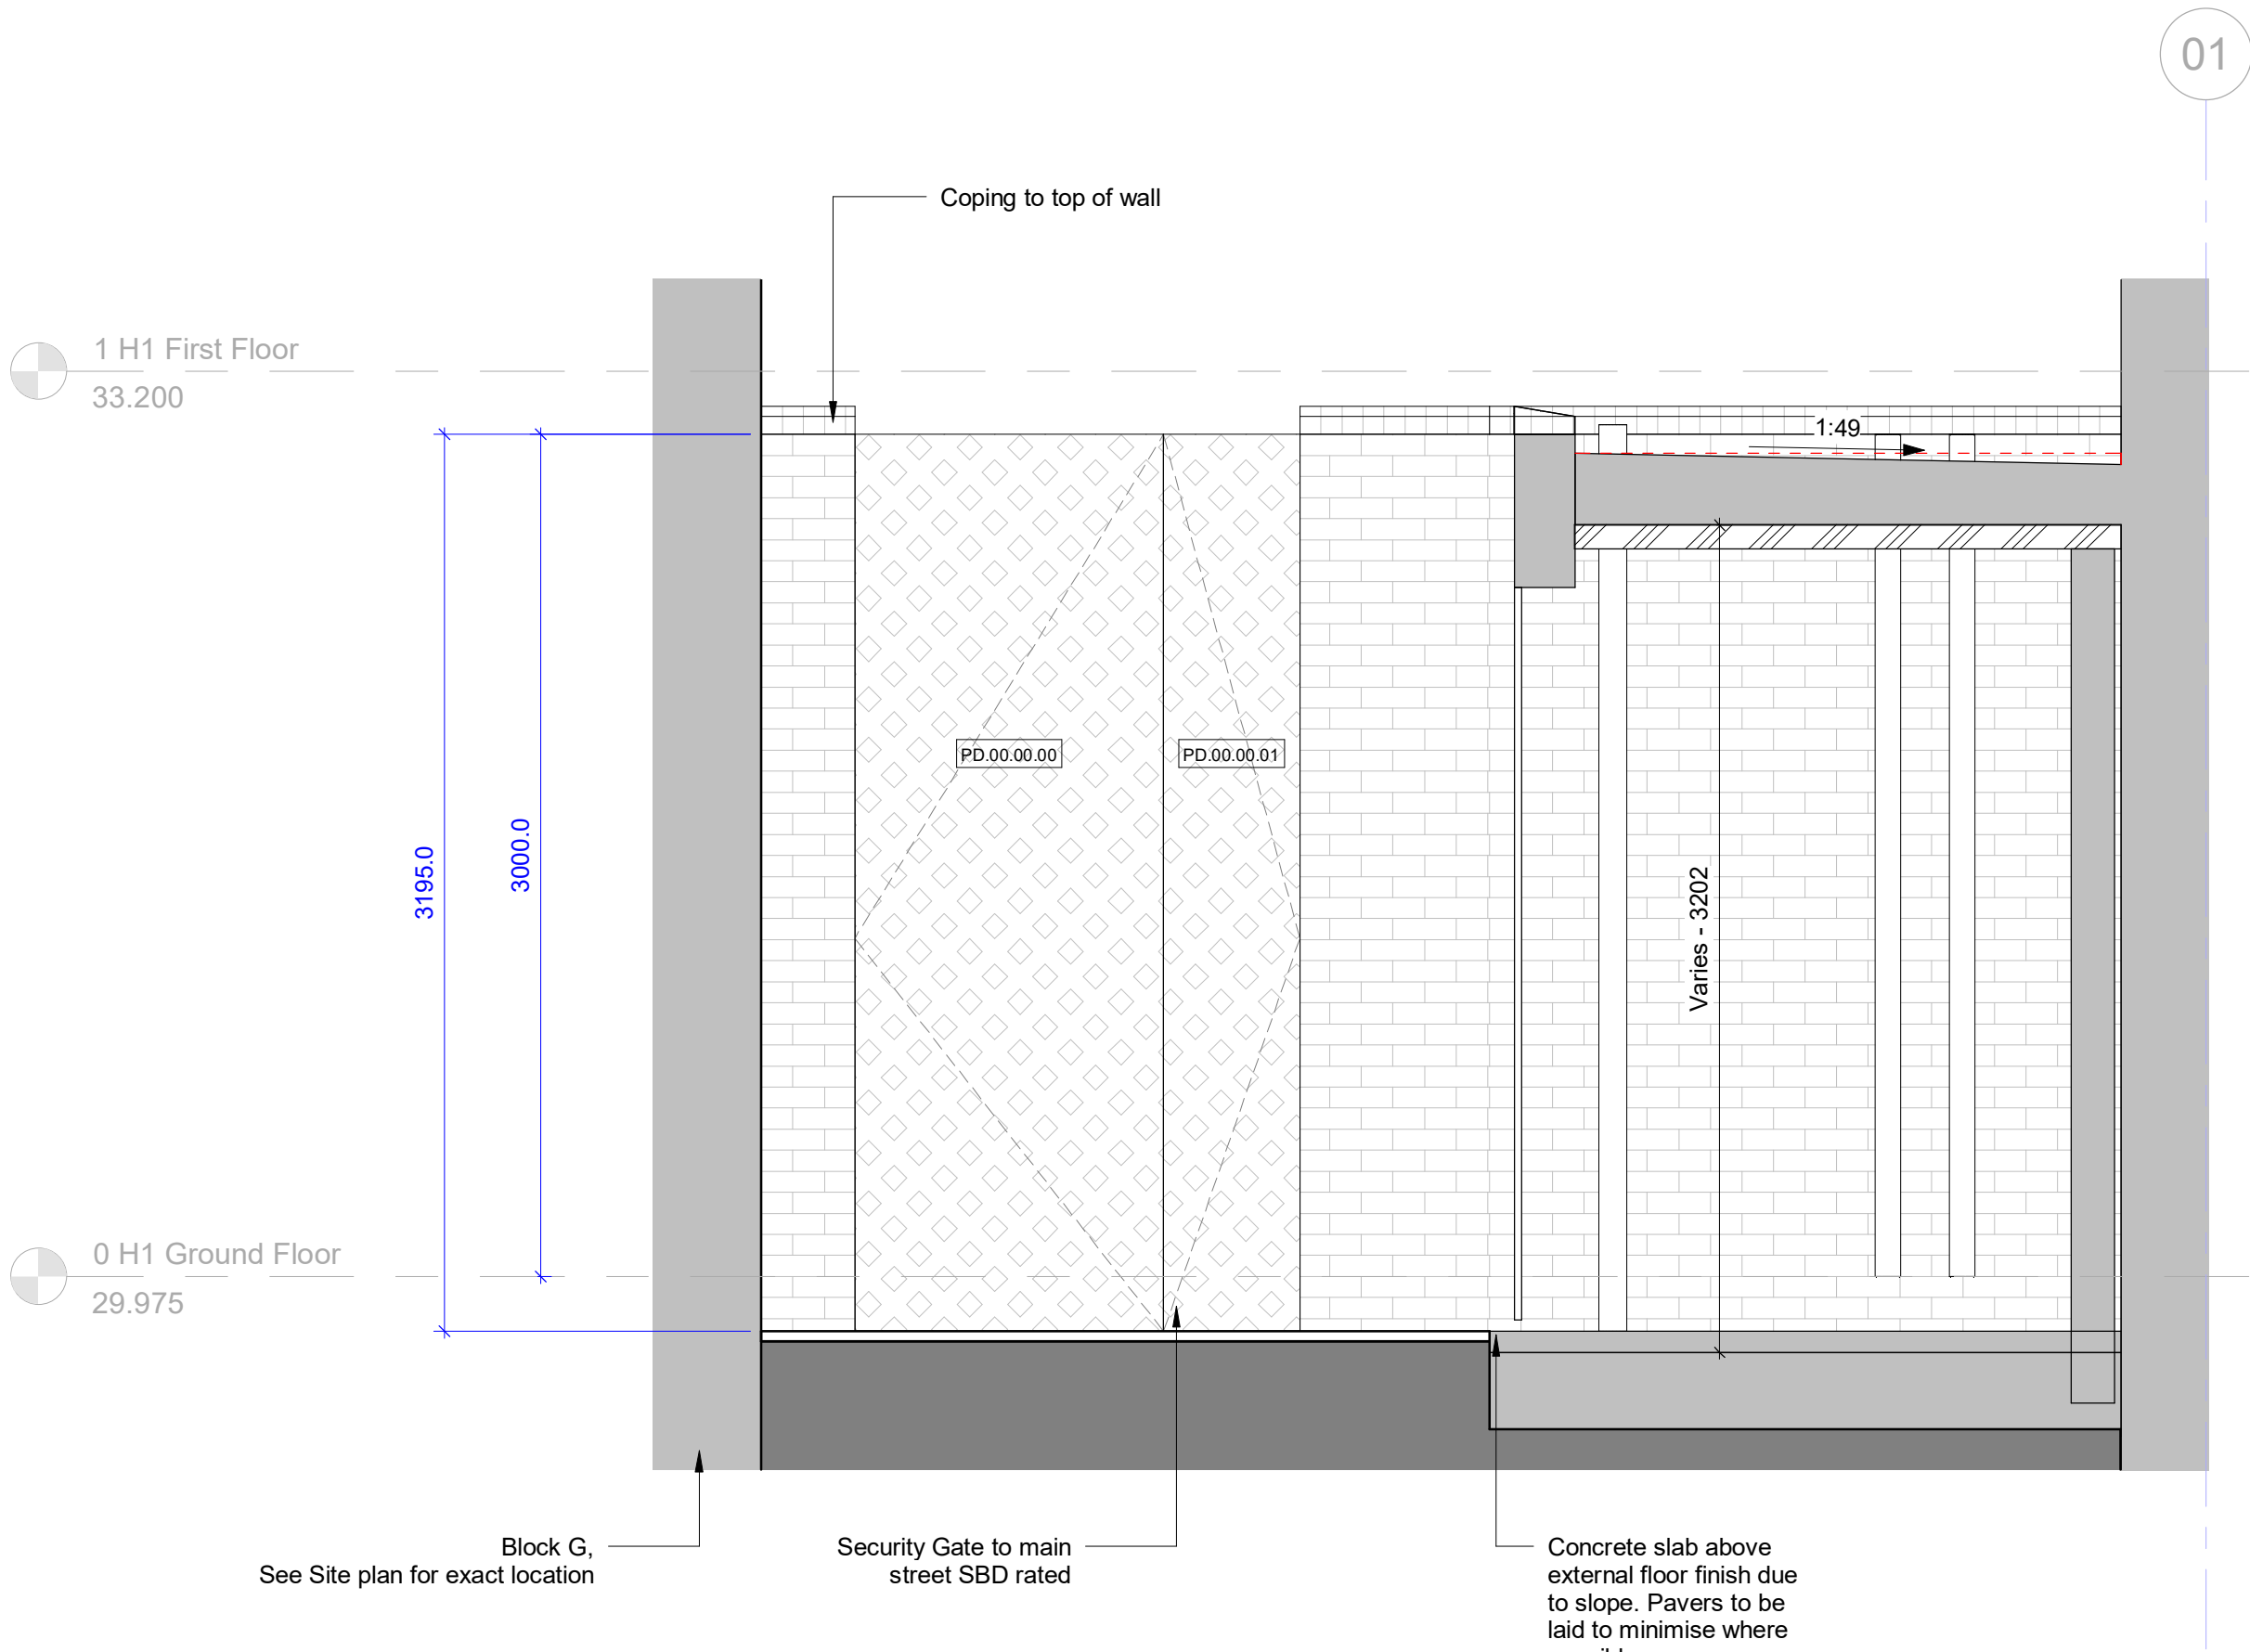 01
Coping to top of wall
1 H1 First Floor
33.200
1:49
PD.00.00.00
PD.00.00.01
3195.0
3000.0
Varies - 3202
0 H1 Ground Floor
29.975
Block G,
See Site plan for exact location
Security Gate to main
street SBD rated
Concrete slab above
external floor finish due
to slope. Pavers to be
laid to minimise where